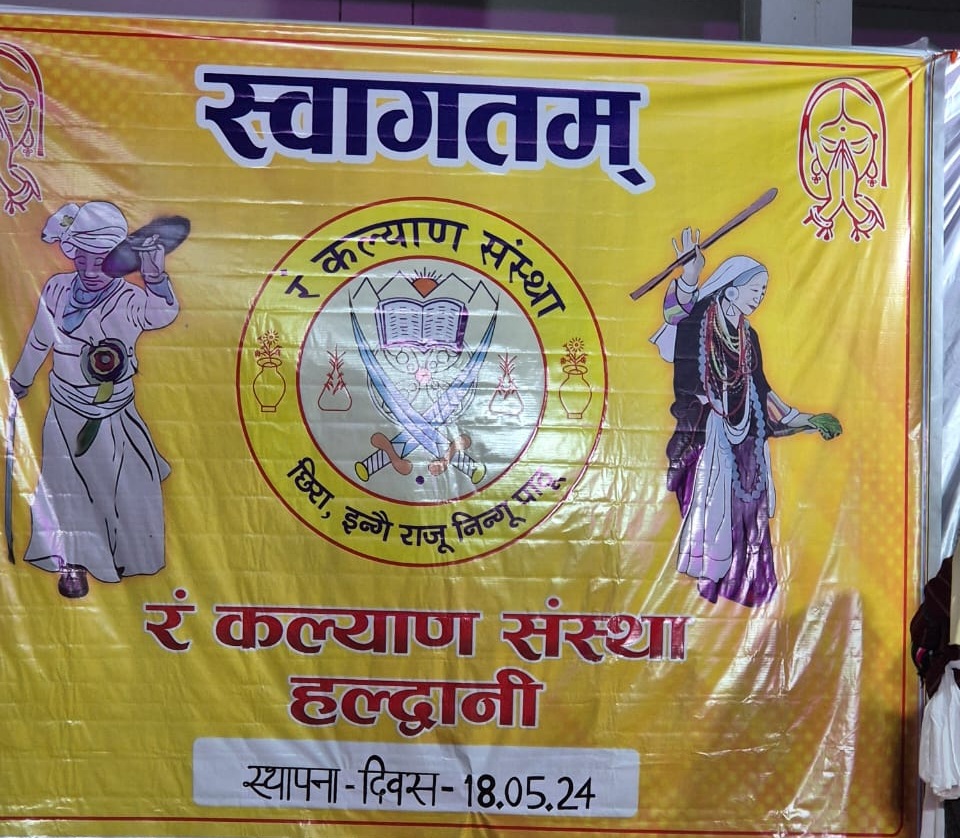 स्वागतम्
रं कल्याण संस्था
छिरा, इन्गै राजू निन्गू
रं कल्याण संस्था
हल्द्वानी
स्थापना-दिवस-18.05.24